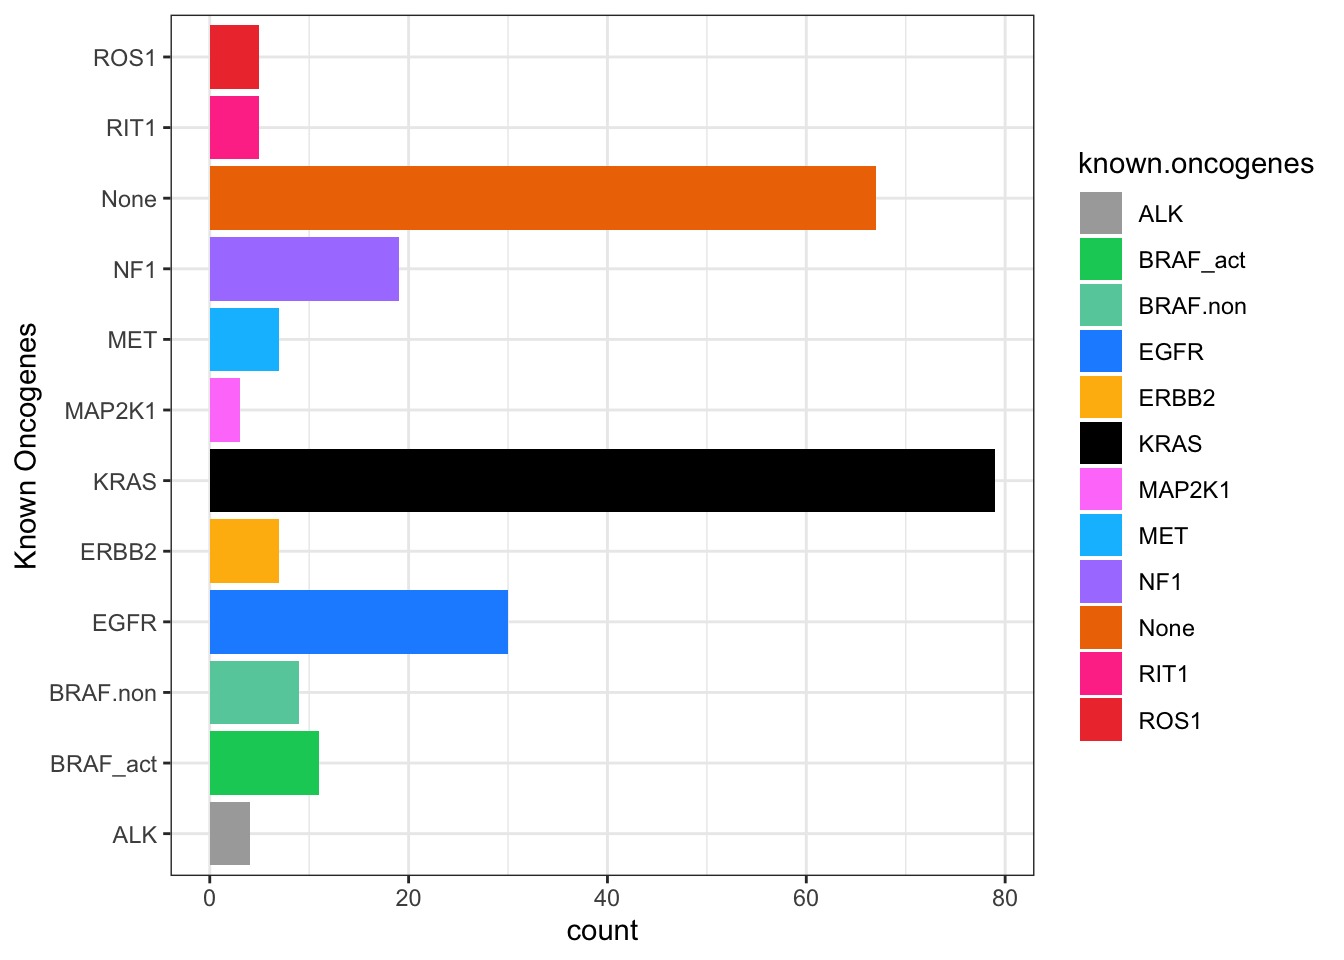 Known Oncogenes
ROS1
RIT1
None
NF1
MET
MAP2K1
KRAS
ERBB2
EGFR
BRAF.non
BRAF_act
ALK
0 20 40 60 80
count
known.oncogenes
ALK
BRAF_act
BRAF.non
EGFR
ERBB2
KRAS
MAP2K1
MET
NF1
None
RIT1
ROS1